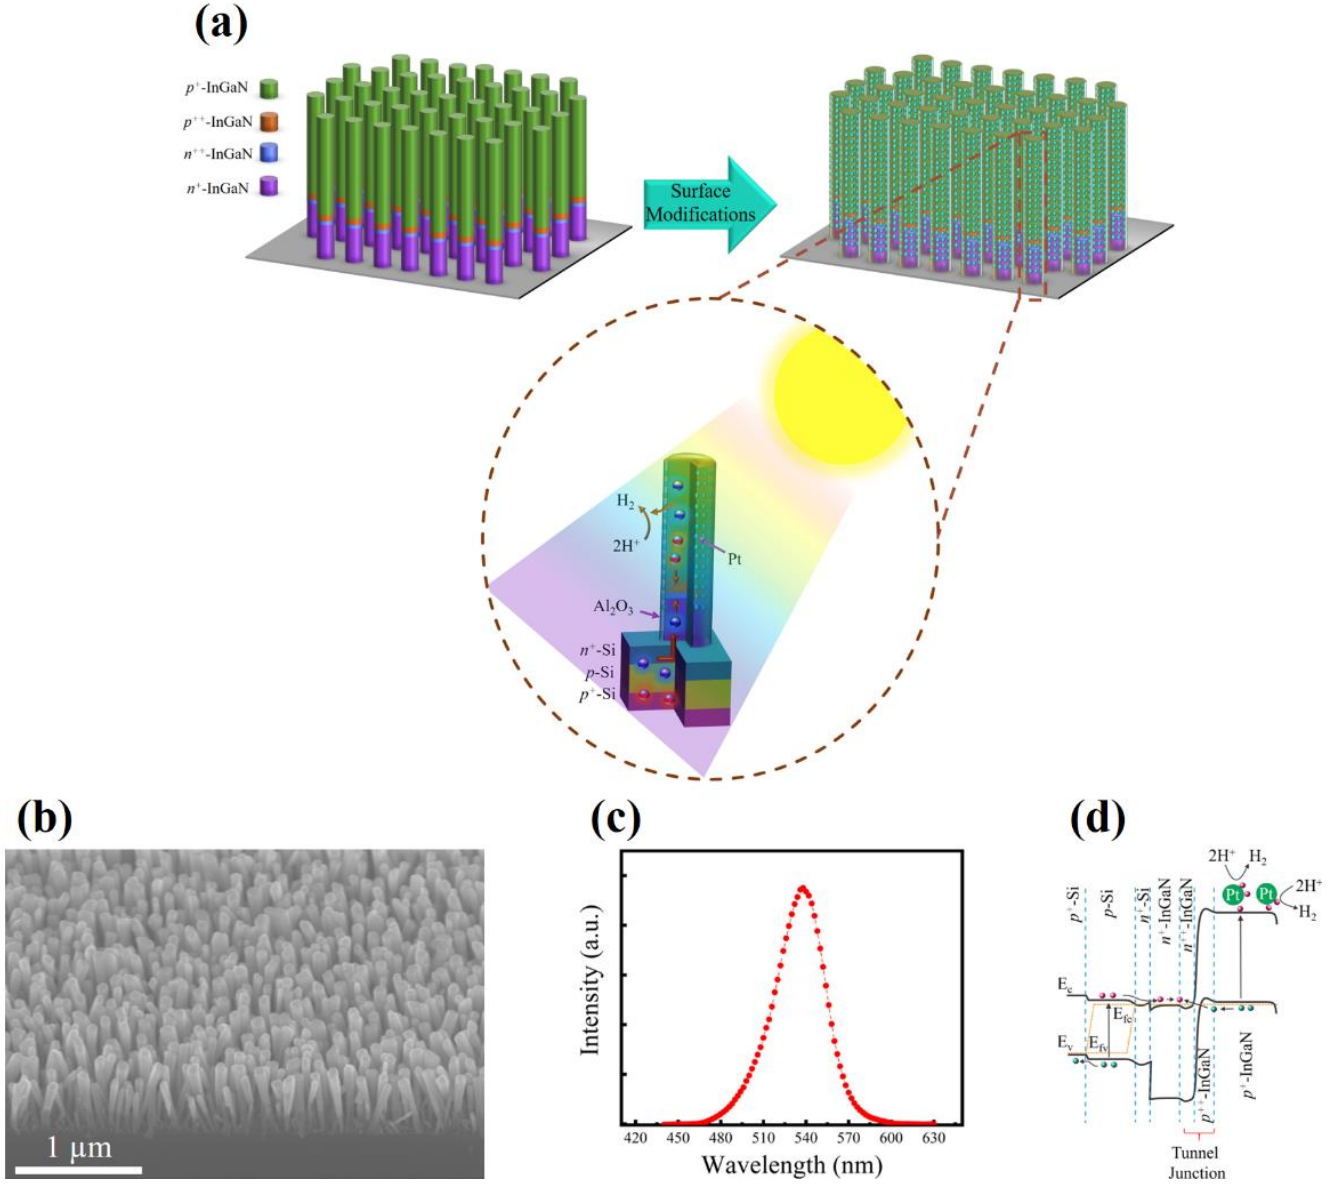 (a)
p⁺-InGaN
p⁺⁺-InGaN
n⁺⁺-InGaN
n⁺-InGaN
Surface
Modifications
H₂
2H⁺
Pt
Al₂O₃
n⁺-Si
p-Si
p⁺-Si
(b)
1 µm
(c)
Intensity (a.u.)
420 450 480 510 540 570 600 630
Wavelength (nm)
(d)
2H⁺ H₂
Pt Pt
2H⁺
H₂
p⁺-Si
p-Si
n⁺-Si
n⁺-InGaN
n⁺⁺-InGaN
E_c
E_fc
E_v
E_fv
p⁺⁺-InGaN
p⁺-InGaN
Tunnel
Junction